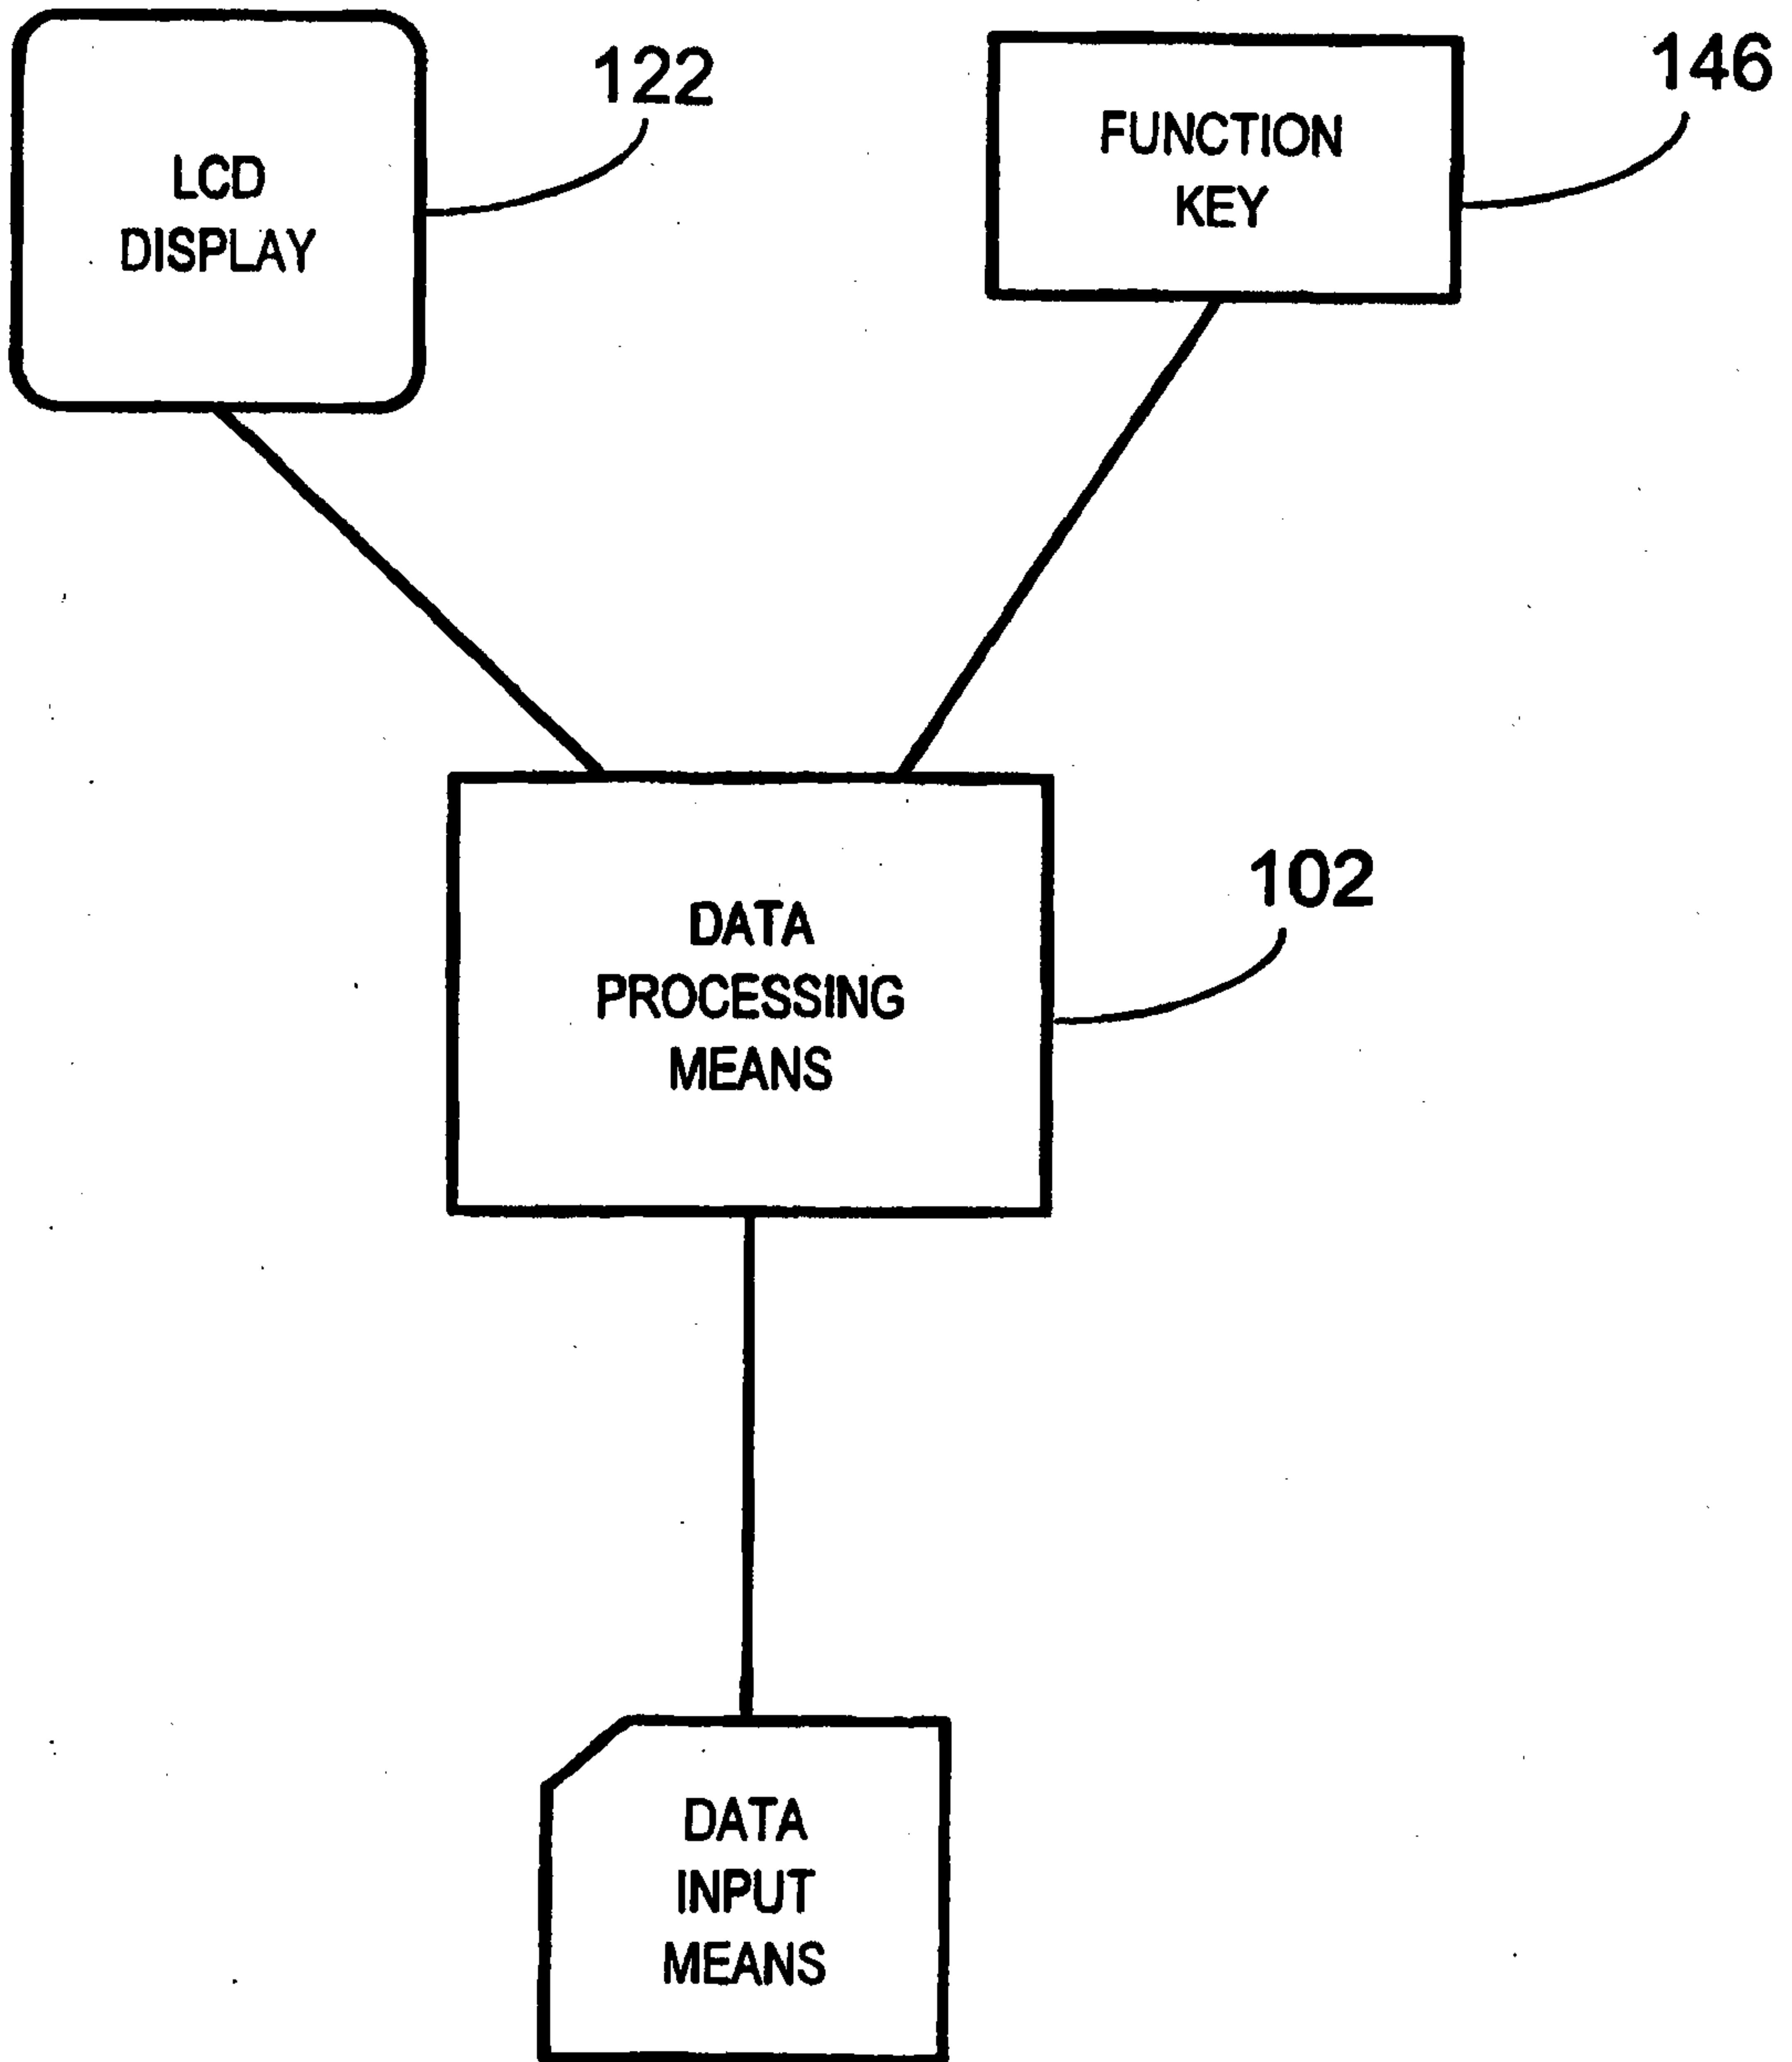 122
146
LCD
DISPLAY
FUNCTION
KEY
102
DATA
PROCESSING
MEANS
DATA
INPUT
MEANS